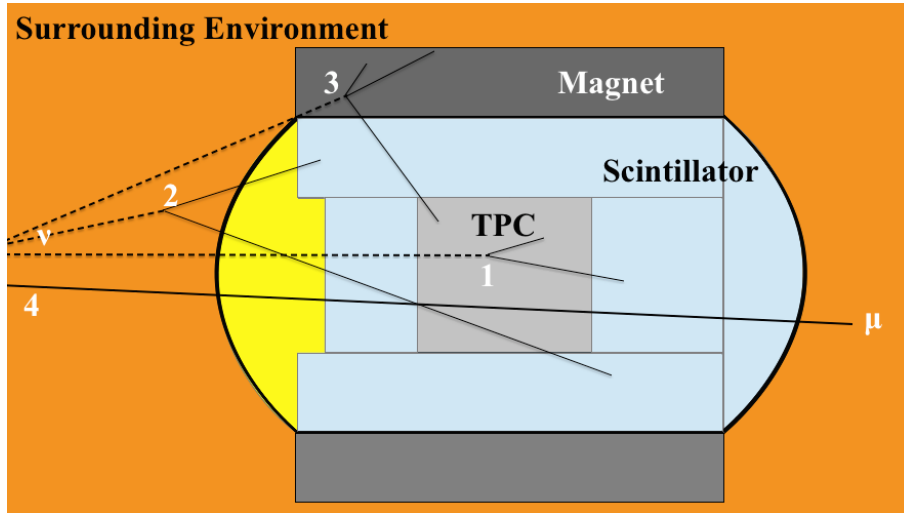 Surrounding Environment
3
Magnet
Scintillator
2
TPC
ν
1
4
μ